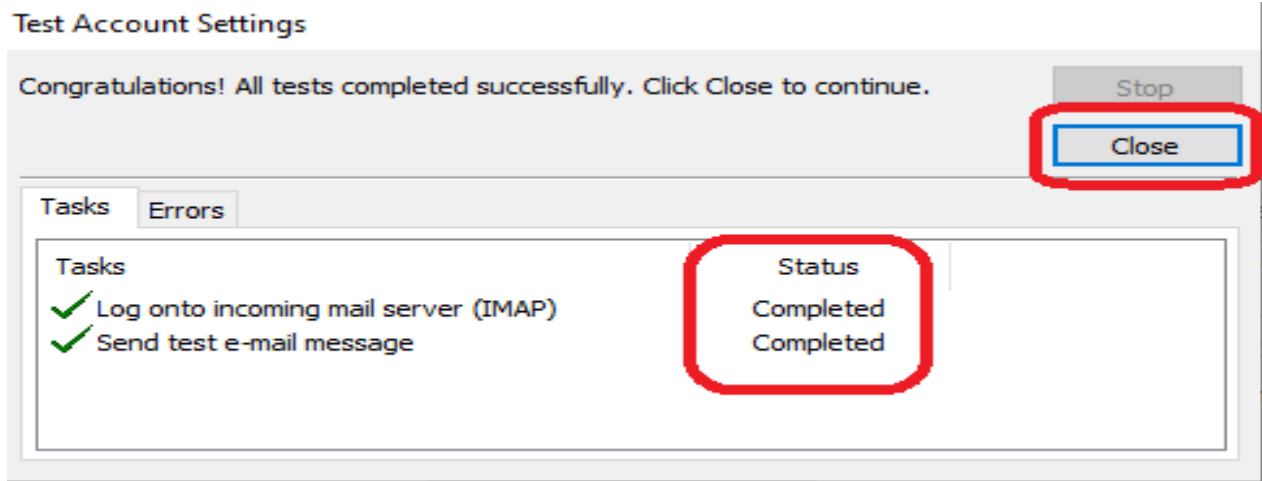 Test Account Settings
Congratulations! All tests completed successfully. Click Close to continue.
Stop
Close
Tasks Errors
Tasks Status
Log onto incoming mail server (IMAP) Completed
Send test e-mail message Completed